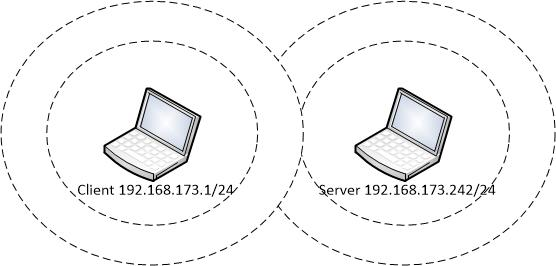 Client 192.168.173.1/24
Server 192.168.173.242/24